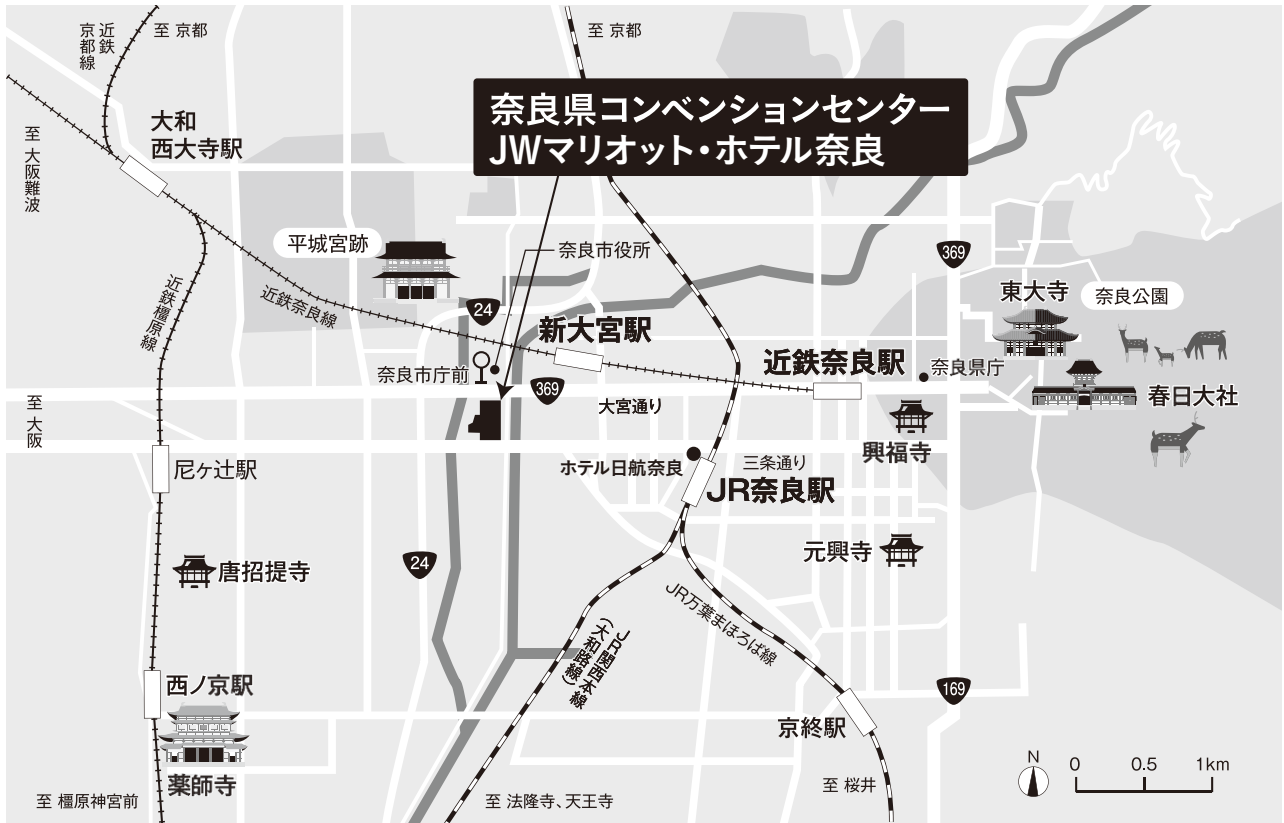 近鉄
京都線
至 京都
至 京都
奈良県コンベンションセンター
JWマリオット・ホテル奈良
大和
西大寺駅
至 大阪難波
平城宮跡
奈良市役所
369
近鉄橿原線
近鉄奈良線
24
新大宮駅
東大寺
奈良公園
奈良市庁前
369
近鉄奈良駅
奈良県庁
大宮通り
春日大社
至 大阪
興福寺
尼ヶ辻駅
ホテル日航奈良
三条通り
JR奈良駅
24
元興寺
唐招提寺
JR万葉まほろば線
JR関西本線
(大和路線)
西ノ京駅
169
京終駅
薬師寺
N
0
0.5
1km
至 橿原神宮前
至 法隆寺、天王寺
至 桜井